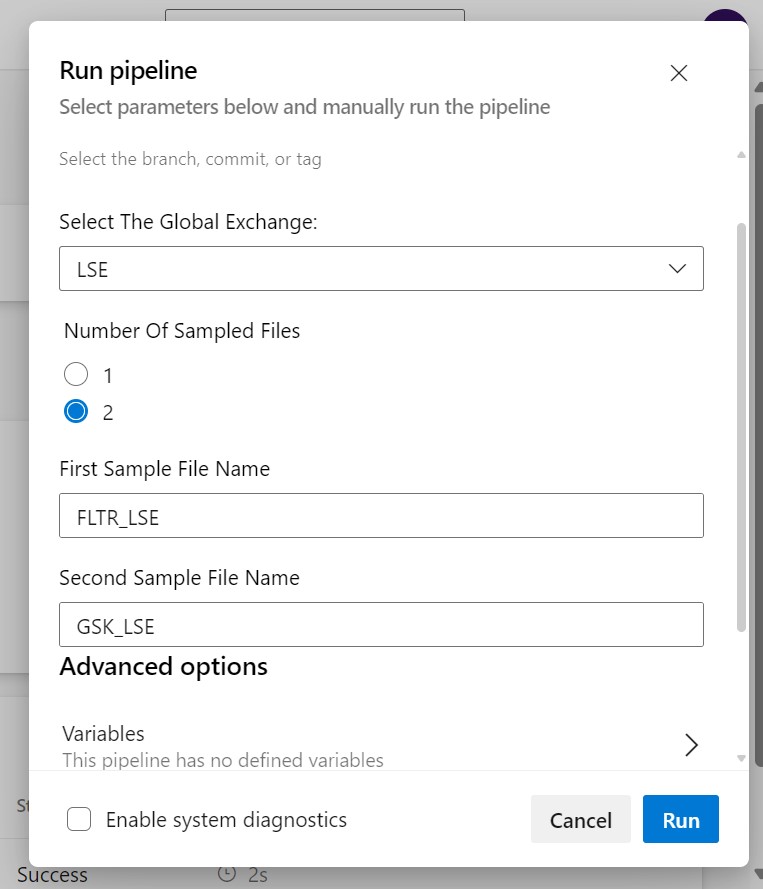 Run pipeline
Select parameters below and manually run the pipeline
Select the branch, commit, or tag
Select The Global Exchange:
LSE
Number Of Sampled Files
1
2
First Sample File Name
FLTR_LSE
Second Sample File Name
GSK_LSE
Advanced options
Variables
This pipeline has no defined variables
Enable system diagnostics
Cancel
Run
Success
2s